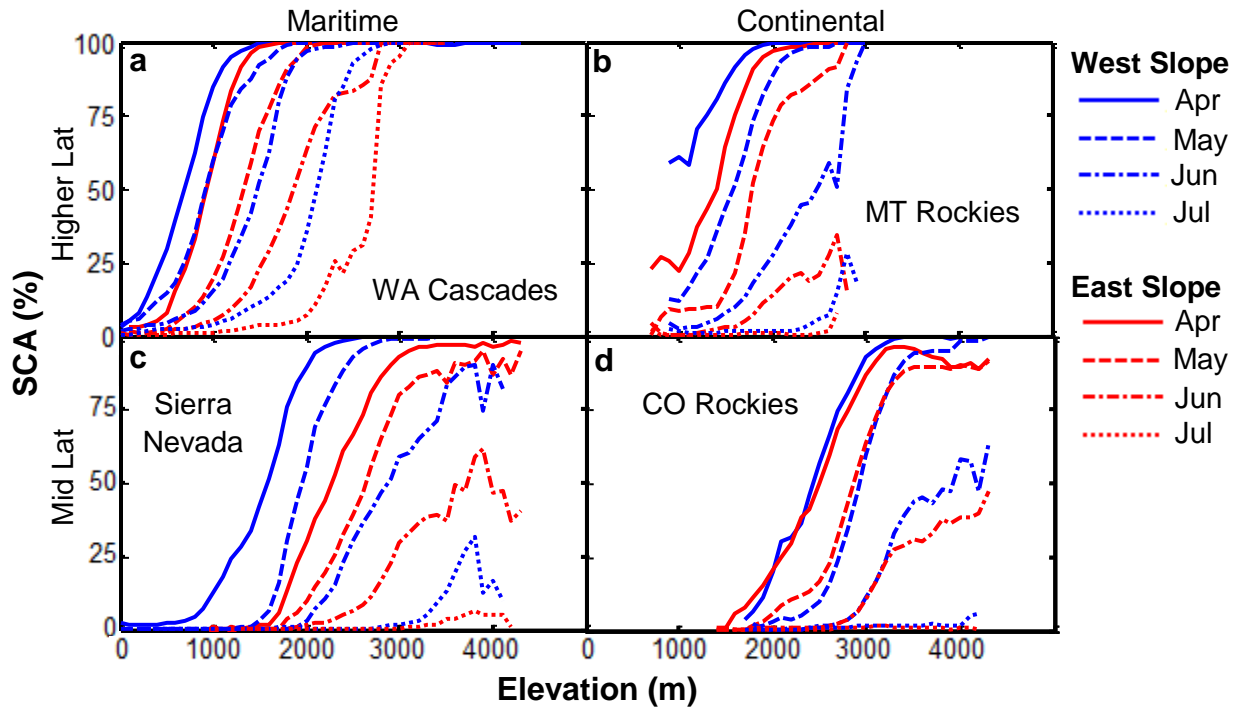 Maritime
Continental
SCA (%)
Higher Lat
Mid Lat
100
75
50
25
0
75
50
25
0
a
WA Cascades
b
MT Rockies
c
Sierra
Nevada
d
CO Rockies
0 1000 2000 3000 4000
0 1000 2000 3000 4000
Elevation (m)
West Slope
Apr
May
Jun
Jul
East Slope
Apr
May
Jun
Jul